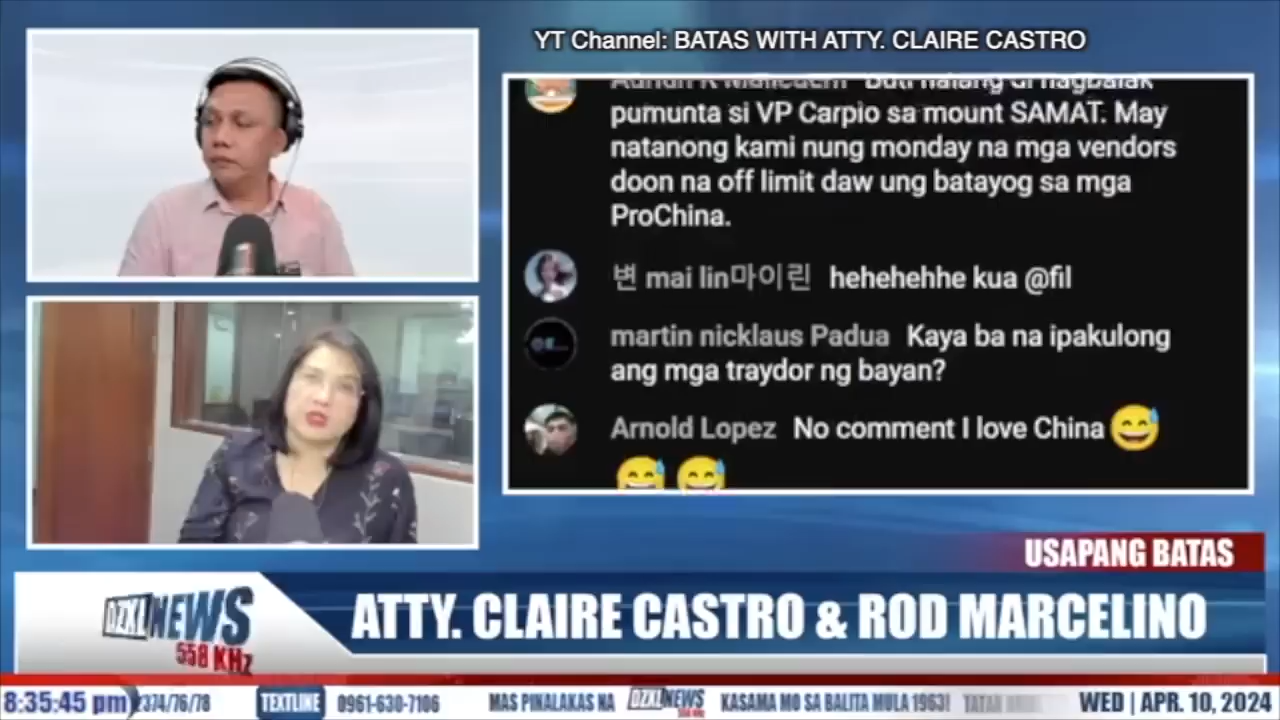 YT Channel: BATAS WITH ATTY. CLAIRE CASTRO
pumunta si VP Carpio sa mount SAMAT. May
natanong kami nung monday na mga vendors
doon na off limit daw ung batayog sa mga
ProChina.
변 mai lin마이린 hehehehhe kua @fil
martin nicklaus Padua Kaya ba na ipakulong
ang mga traydor ng bayan?
Arnold Lopez No comment I love China😅
😅 😅
USAPANG BATAS
DZXL NEWS
558 KHz
ATTY. CLAIRE CASTRO & ROD MARCELINO
8:35:45 pm 2374/76/78 TEXTLINE 0961-630-7106 MAS PINALAKAS NA DZXL NEWS KASAMA MO SA BALITA MULA 1963! TATAK WED | APR. 10, 2024